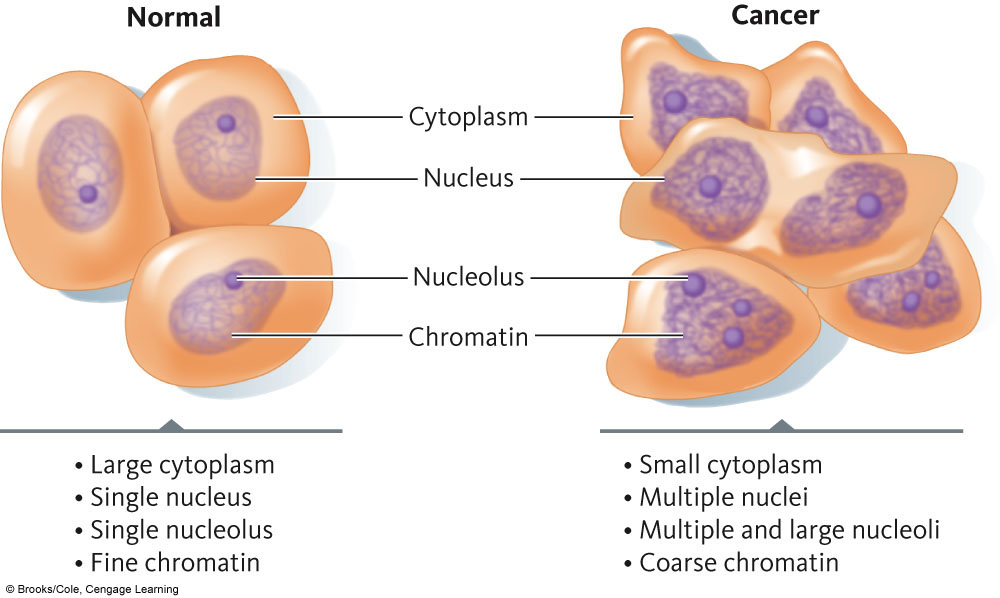 Normal
Cancer
Cytoplasm
Nucleus
Nucleolus
Chromatin
• Large cytoplasm
• Single nucleus
• Single nucleolus
• Fine chromatin
• Small cytoplasm
• Multiple nuclei
• Multiple and large nucleoli
• Coarse chromatin
© Brooks/Cole, Cengage Learning